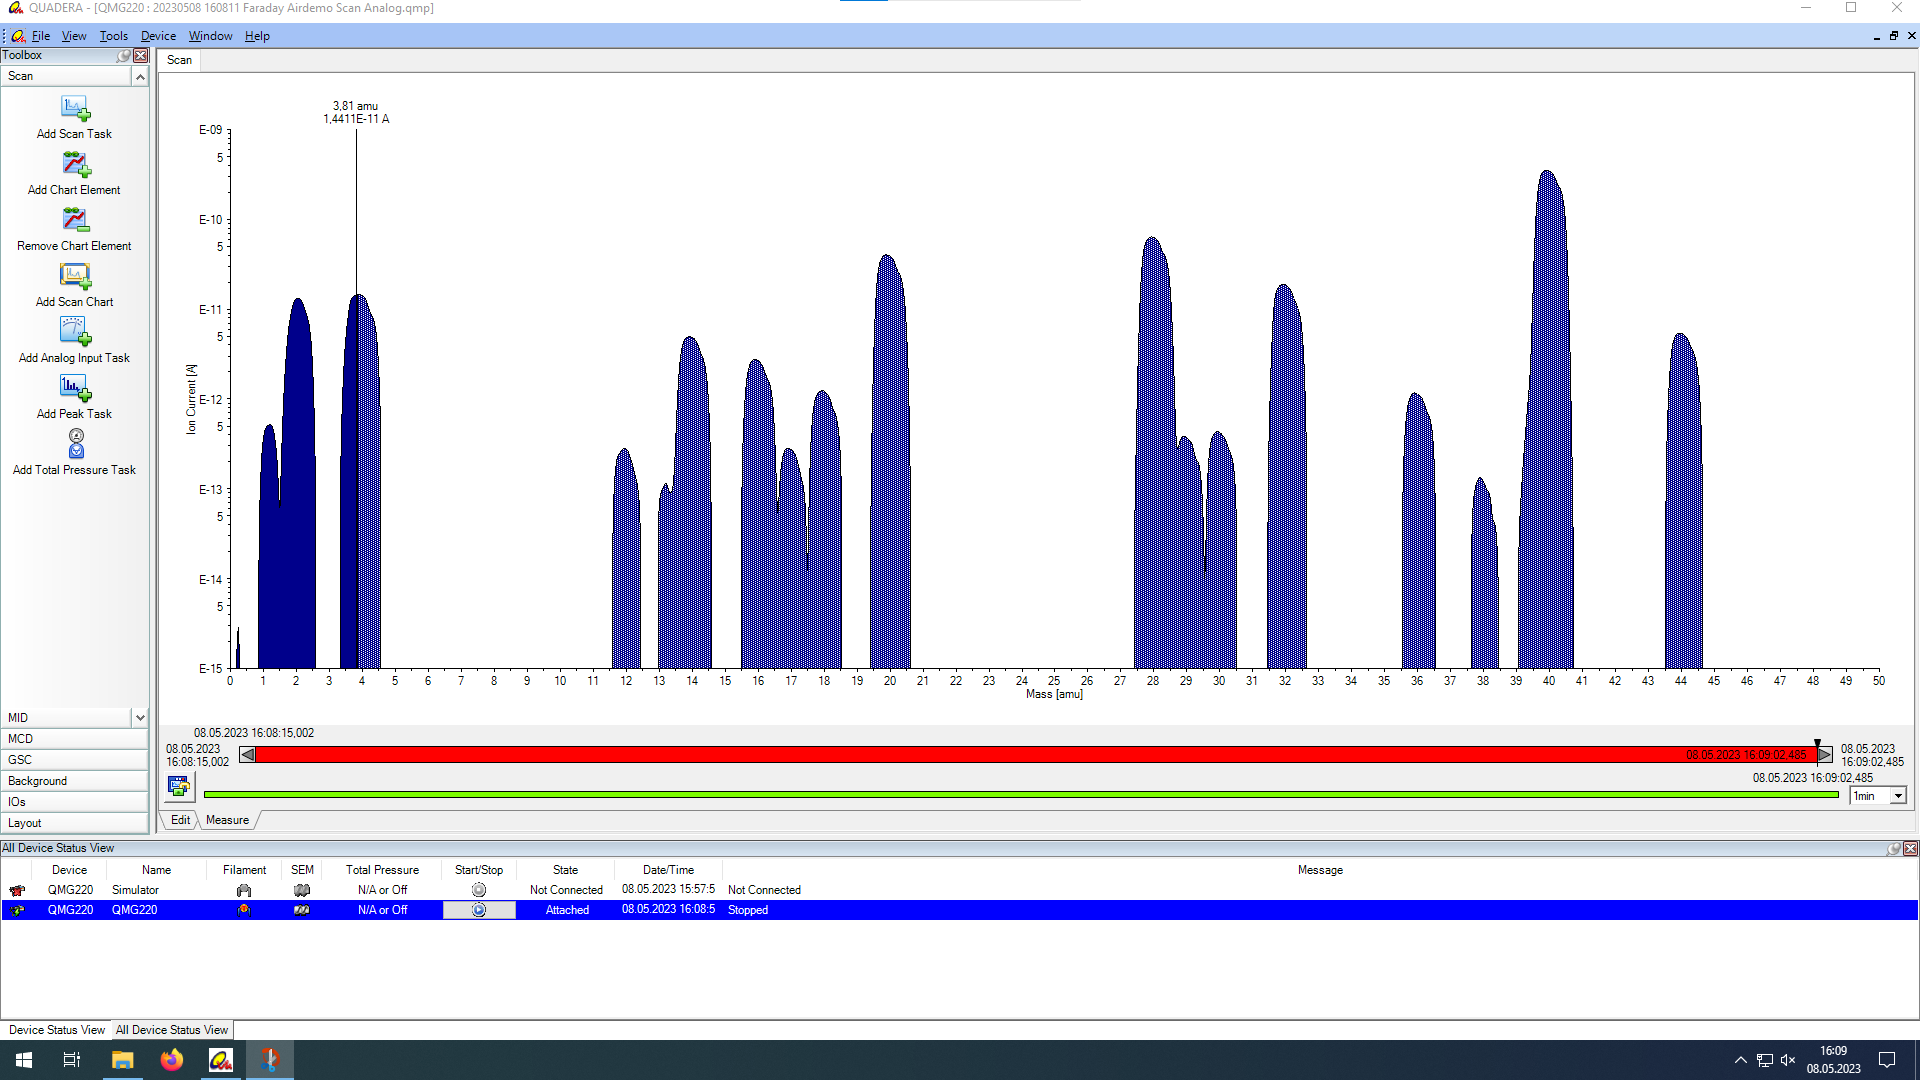 QUADERA - [QMG220 : 20230508 160811 Faraday Airdemo Scan Analog.qmp]
File View Tools Device Window Help
Toolbox
Scan
Add Scan Task
Add Chart Element
Remove Chart Element
Add Scan Chart
Add Analog Input Task
Add Peak Task
Add Total Pressure Task
MID
MCD
GSC
Background
IOs
Layout
Scan
3,81 amu
1,4411E-11 A
E-09
5
E-10
5
E-11
5
E-12
5
E-13
5
E-14
5
E-15
Ion Current [A]
0 1 2 3 4 5 6 7 8 9 10 11 12 13 14 15 16 17 18 19 20 21 22 23 24 25 26 27 28 29 30 31 32 33 34 35 36 37 38 39 40 41 42 43 44 45 46 47 48 49 50
Mass [amu]
08.05.2023 16:08:15,002
08.05.2023
16:08:15,002
08.05.2023 16:09:02,485
08.05.2023
16:09:02,485
08.05.2023 16:09:02,485
1min
Edit Measure
All Device Status View
Device Name Filament SEM Total Pressure Start/Stop State Date/Time Message
QMG220 Simulator N/A or Off Not Connected 08.05.2023 15:57:5 Not Connected
QMG220 QMG220 N/A or Off Attached 08.05.2023 16:08:5 Stopped
Device Status View All Device Status View
16:09
08.05.2023